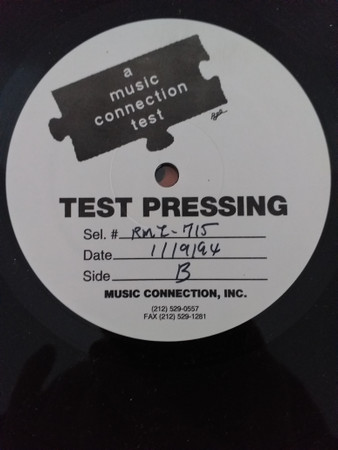 a
music
connection
test
TEST PRESSING
Sel. # RNL-715
Date 1/19/94
Side B
MUSIC CONNECTION, INC.
(212) 529-0557
FAX (212) 529-1281